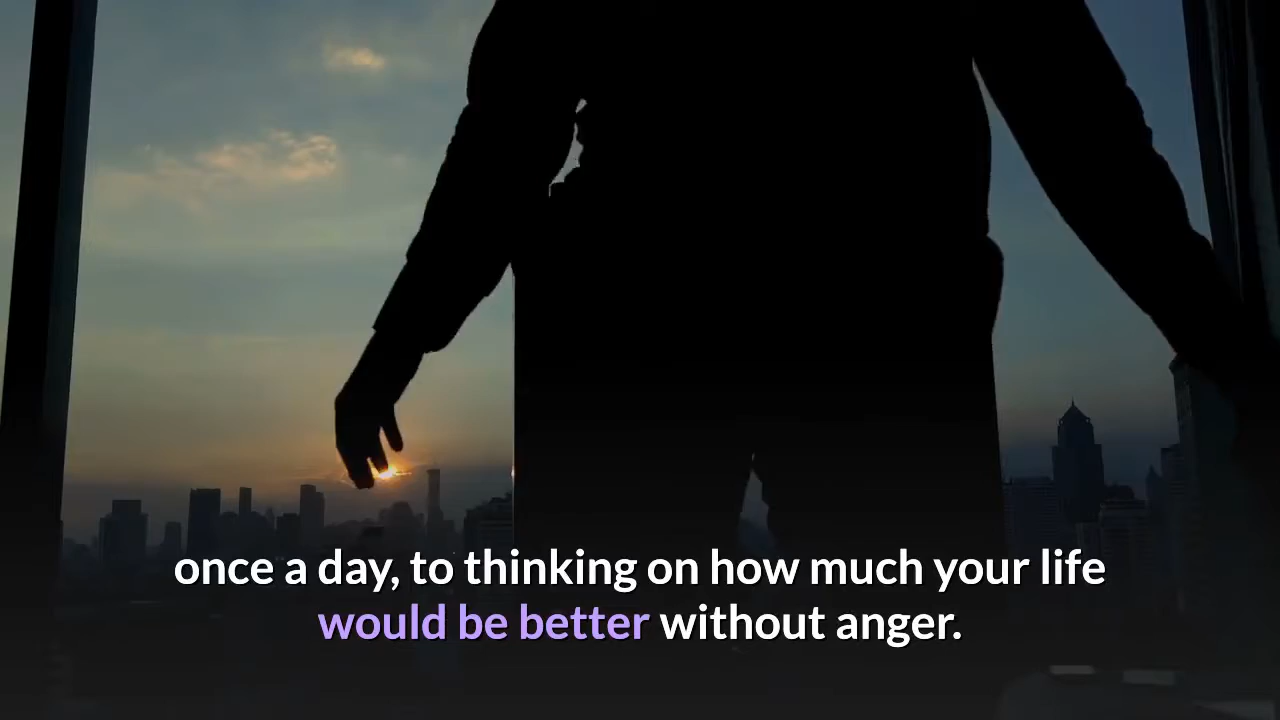 once a day, to thinking on how much your life
would be better without anger.